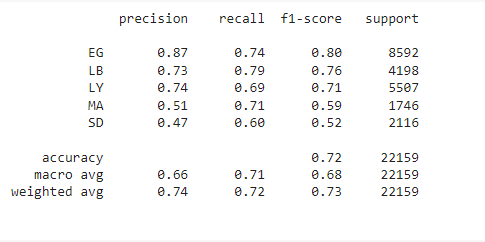 precision recall f1-score support
EG 0.87 0.74 0.80 8592
LB 0.73 0.79 0.76 4198
LY 0.74 0.69 0.71 5507
MA 0.51 0.71 0.59 1746
SD 0.47 0.60 0.52 2116
accuracy 0.72 22159
macro avg 0.66 0.71 0.68 22159
weighted avg 0.74 0.72 0.73 22159